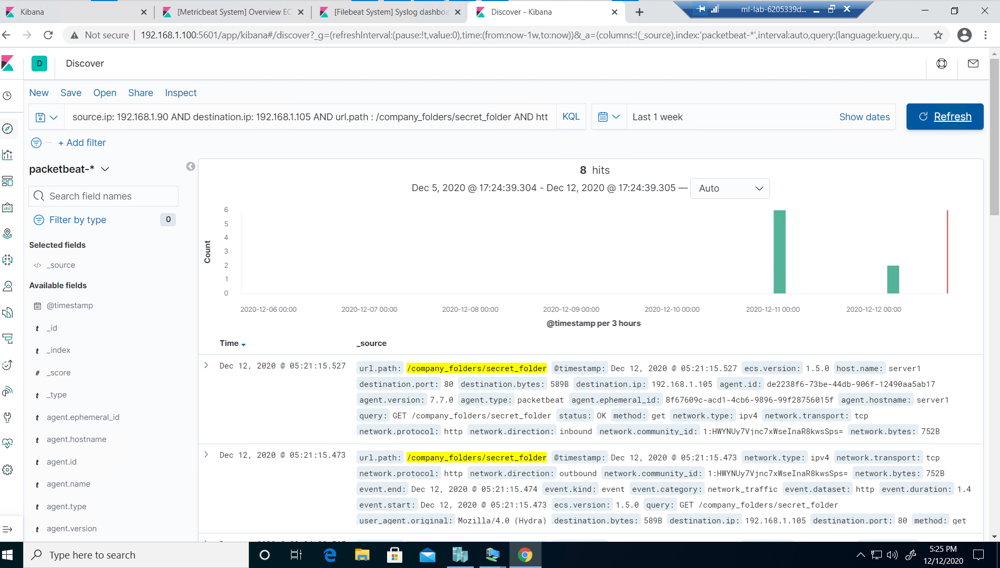 Kibana
[Metricbeat System] Overview EC
[Filebeat System] Syslog dashboa
Discover - Kibana
ml-lab-6205339d...
Not secure
192.168.1.100:5601/app/kibana#/discover?_g=(refreshInterval:(pause:!t,value:0),time:(from:now-1w,to:now))&_a=(columns:!(_source),index:'packetbeat-*',interval:auto,query:(language:kuery,qu...
D
Discover
New Save Open Share Inspect
source.ip: 192.168.1.90 AND destination.ip: 192.168.1.105 AND url.path : /company_folders/secret_folder AND htt
KQL
Last 1 week
Show dates
Refresh
+ Add filter
packetbeat-*
Search field names
Filter by type 0
Selected fields
_source
Available fields
@timestamp
t _id
t _index
# _score
t _type
t agent.ephemeral_id
t agent.hostname
t agent.id
t agent.name
t agent.type
t agent.version
8 hits
Dec 5, 2020 @ 17:24:39.304 - Dec 12, 2020 @ 17:24:39.305 —
Auto
Count
6
5
4
3
2
1
0
2020-12-06 00:00 2020-12-07 00:00 2020-12-08 00:00 2020-12-09 00:00 2020-12-10 00:00 2020-12-11 00:00 2020-12-12 00:00
@timestamp per 3 hours
Time _source
Dec 12, 2020 @ 05:21:15.527
url.path: /company_folders/secret_folder @timestamp: Dec 12, 2020 @ 05:21:15.527 ecs.version: 1.5.0 host.name: server1
destination.port: 80 destination.bytes: 589B destination.ip: 192.168.1.105 agent.id: de2238f6-73be-44db-906f-12490aa5ab17
agent.version: 7.7.0 agent.type: packetbeat agent.ephemeral_id: 8f67609c-acd1-4cb6-9896-99f28756015f agent.hostname: server1
query: GET /company_folders/secret_folder status: OK method: get network.type: ipv4 network.transport: tcp
network.protocol: http network.direction: inbound network.community_id: 1:HWYNUy7Vjnc7xWseInaR8kwsSps= network.bytes: 752B
Dec 12, 2020 @ 05:21:15.473
url.path: /company_folders/secret_folder @timestamp: Dec 12, 2020 @ 05:21:15.473 network.type: ipv4 network.transport: tcp
network.protocol: http network.direction: outbound network.community_id: 1:HWYNUy7Vjnc7xWseInaR8kwsSps= network.bytes: 752B
event.end: Dec 12, 2020 @ 05:21:15.474 event.kind: event event.category: network_traffic event.dataset: http event.duration: 1.4
event.start: Dec 12, 2020 @ 05:21:15.473 ecs.version: 1.5.0 query: GET /company_folders/secret_folder
user_agent.original: Mozilla/4.0 (Hydra) destination.bytes: 589B destination.ip: 192.168.1.105 destination.port: 80 method: get
Type here to search
5:25 PM
12/12/2020